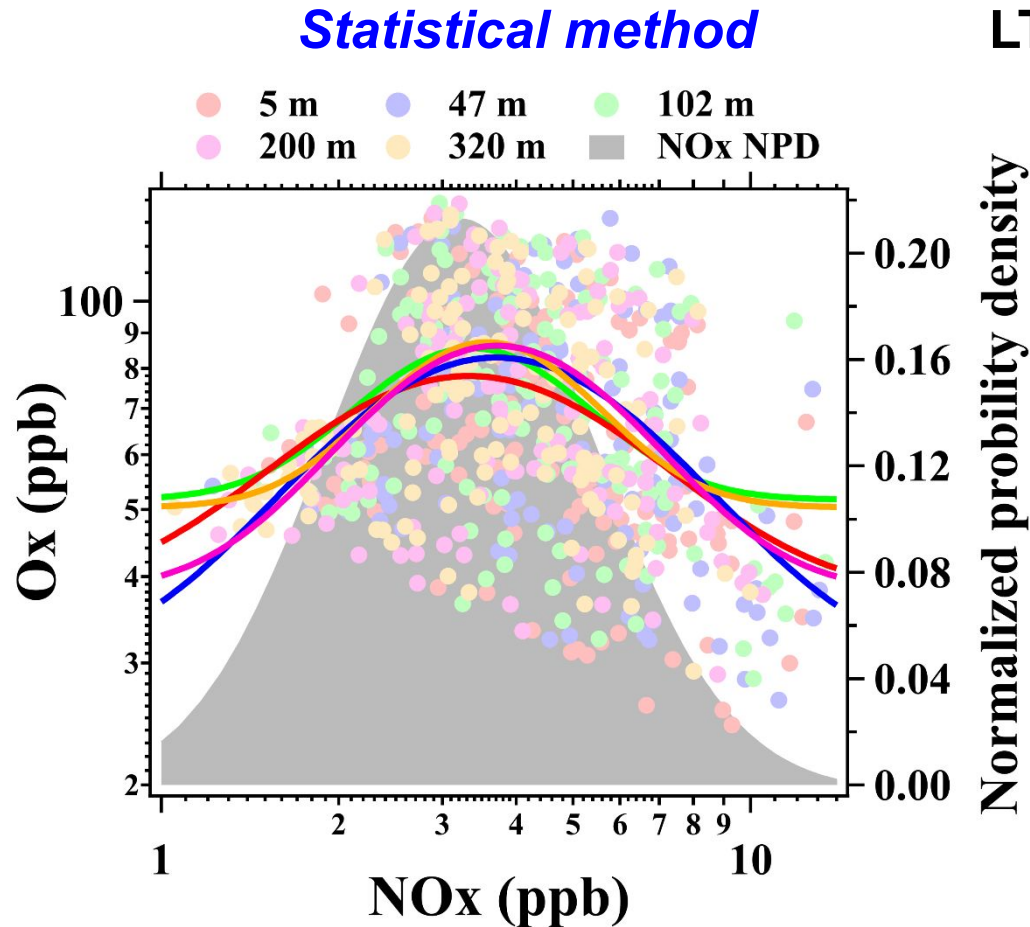 Statistical method
LT
5 m 47 m 102 m
200 m 320 m NOx NPD
Ox (ppb)
100
9
8
7
6
5
4
3
2
0.20
0.16
0.12
0.08
0.04
0.00
Normalized probability density
2 3 4 5 6 7 8 9
1 10
NOx (ppb)